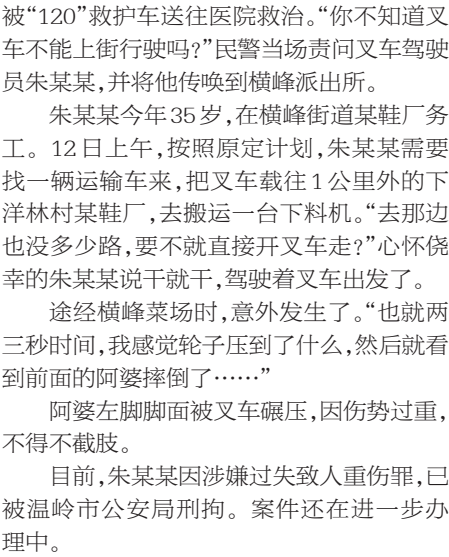 被“120”救护车送往医院救治。“你不知道叉
车不能上街行驶吗?”民警当场责问叉车驾驶
员朱某某,并将他传唤到横峰派出所。
朱某某今年35岁,在横峰街道某鞋厂务
工。12日上午,按照原定计划,朱某某需要
找一辆运输车来,把叉车载往1公里外的下
洋林村某鞋厂,去搬运一台下料机。“去那边
也没多少路,要不就直接开叉车走?”心怀侥
幸的朱某某说干就干,驾驶着叉车出发了。
途经横峰菜场时,意外发生了。“也就两
三秒时间,我感觉轮子压到了什么,然后就看
到前面的阿婆摔倒了……”
阿婆左脚脚面被叉车碾压,因伤势过重,
不得不截肢。
目前,朱某某因涉嫌过失致人重伤罪,已
被温岭市公安局刑拘。案件还在进一步办
理中。